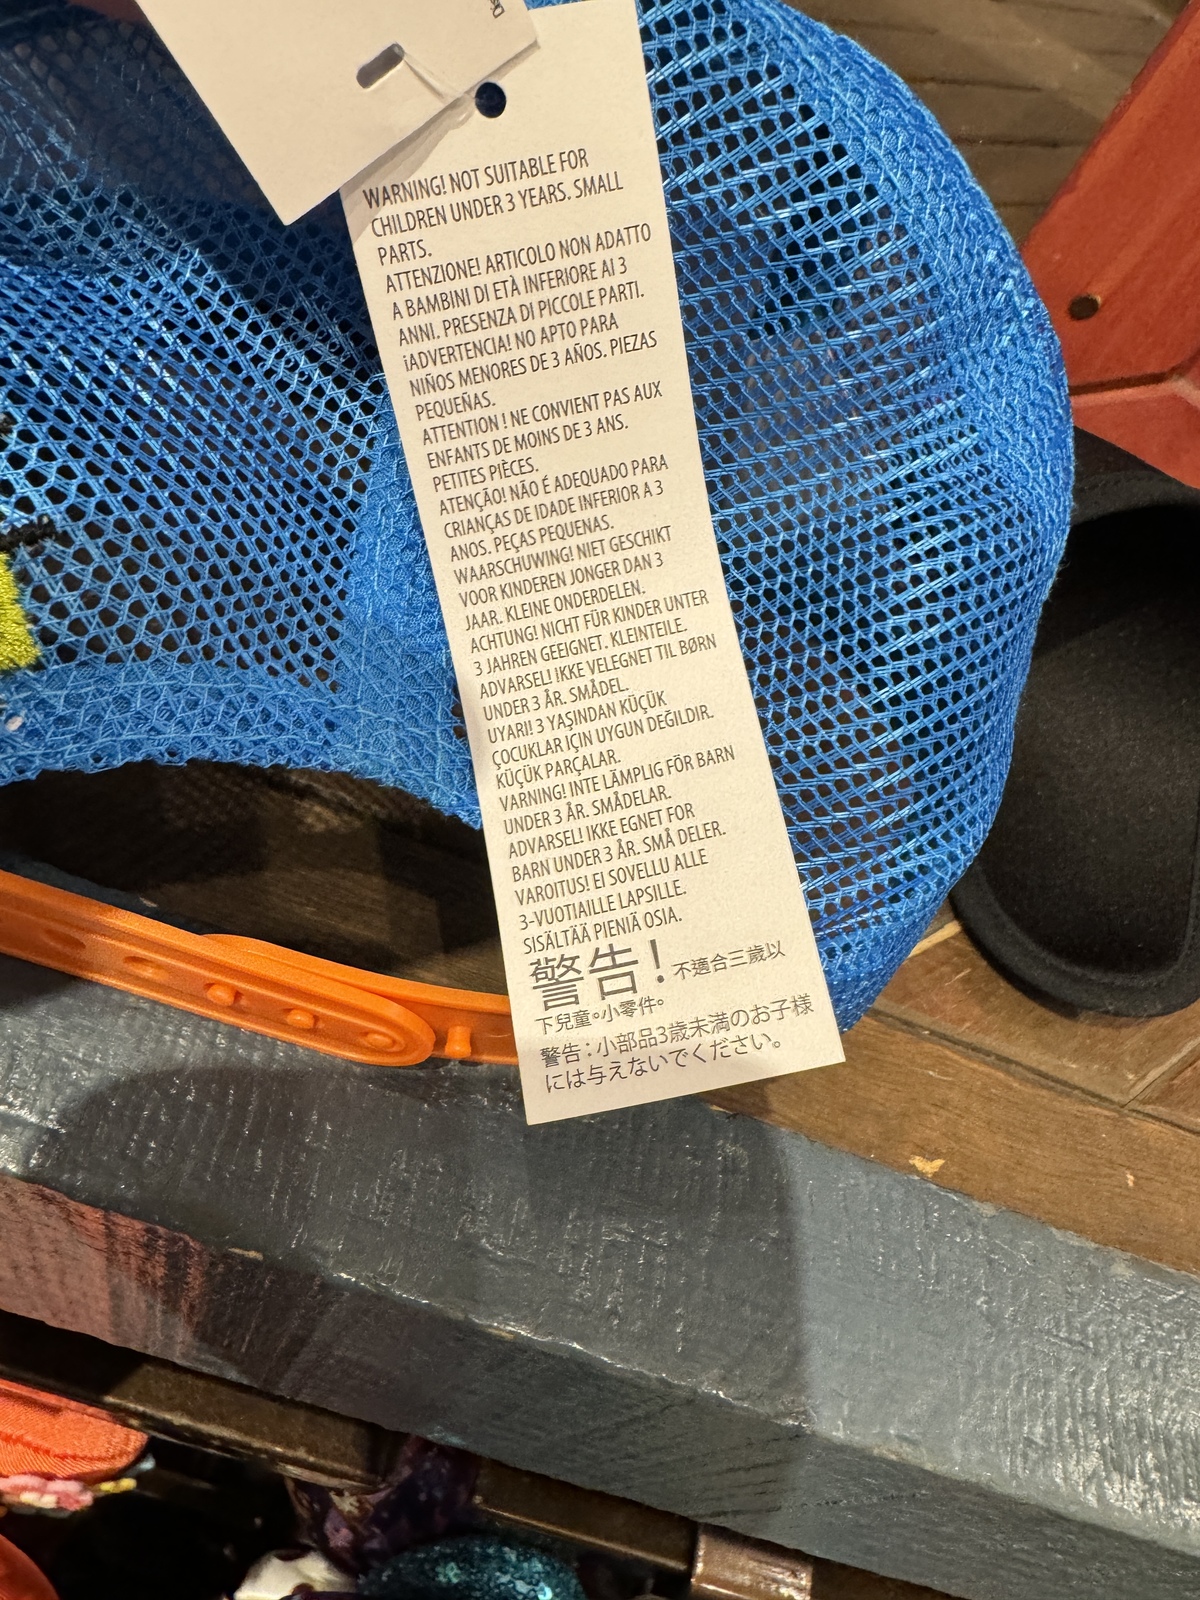 WARNING! NOT SUITABLE FOR
CHILDREN UNDER 3 YEARS. SMALL
PARTS.
ATTENZIONE! ARTICOLO NON ADATTO
A BAMBINI DI ETÀ INFERIORE AI 3
ANNI. PRESENZA DI PICCOLE PARTI.
¡ADVERTENCIA! NO APTO PARA
NIÑOS MENORES DE 3 AÑOS. PIEZAS
PEQUEÑAS.
ATTENTION ! NE CONVIENT PAS AUX
ENFANTS DE MOINS DE 3 ANS.
PETITES PIÈCES.
ATENÇÃO! NÃO É ADEQUADO PARA
CRIANÇAS DE IDADE INFERIOR A 3
ANOS. PEÇAS PEQUENAS.
WAARSCHUWING! NIET GESCHIKT
VOOR KINDEREN JONGER DAN 3
JAAR. KLEINE ONDERDELEN.
ACHTUNG! NICHT FÜR KINDER UNTER
3 JAHREN GEEIGNET. KLEINTEILE.
ADVARSEL! IKKE VELEGNET TIL BØRN
UNDER 3 ÅR. SMÅDEL.
UYARI! 3 YAŞINDAN KÜÇÜK
ÇOCUKLAR IÇIN UYGUN DEĞILDIR.
KÜÇÜK PARÇALAR.
VARNING! INTE LÄMPLIG FÖR BARN
UNDER 3 ÅR. SMÅDELAR.
ADVARSEL! IKKE EGNET FOR
BARN UNDER 3 ÅR. SMÅ DELER.
VAROITUS! EI SOVELLU ALLE
3-VUOTIAILLE LAPSILLE.
SISÄLTÄÄ PIENIÄ OSIA.
警告！不適合三歲以
下兒童。小零件。
警告：小部品3歳未満のお子様
には与えないでください。